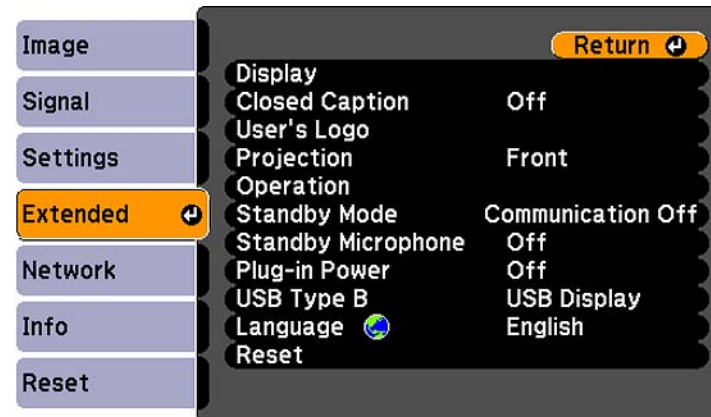 Image
Signal
Settings
Extended
Network
Info
Reset
Return
Display
Closed Caption Off
User's Logo
Projection Front
Operation
Standby Mode Communication Off
Standby Microphone Off
Plug-in Power Off
USB Type B USB Display
Language English
Reset